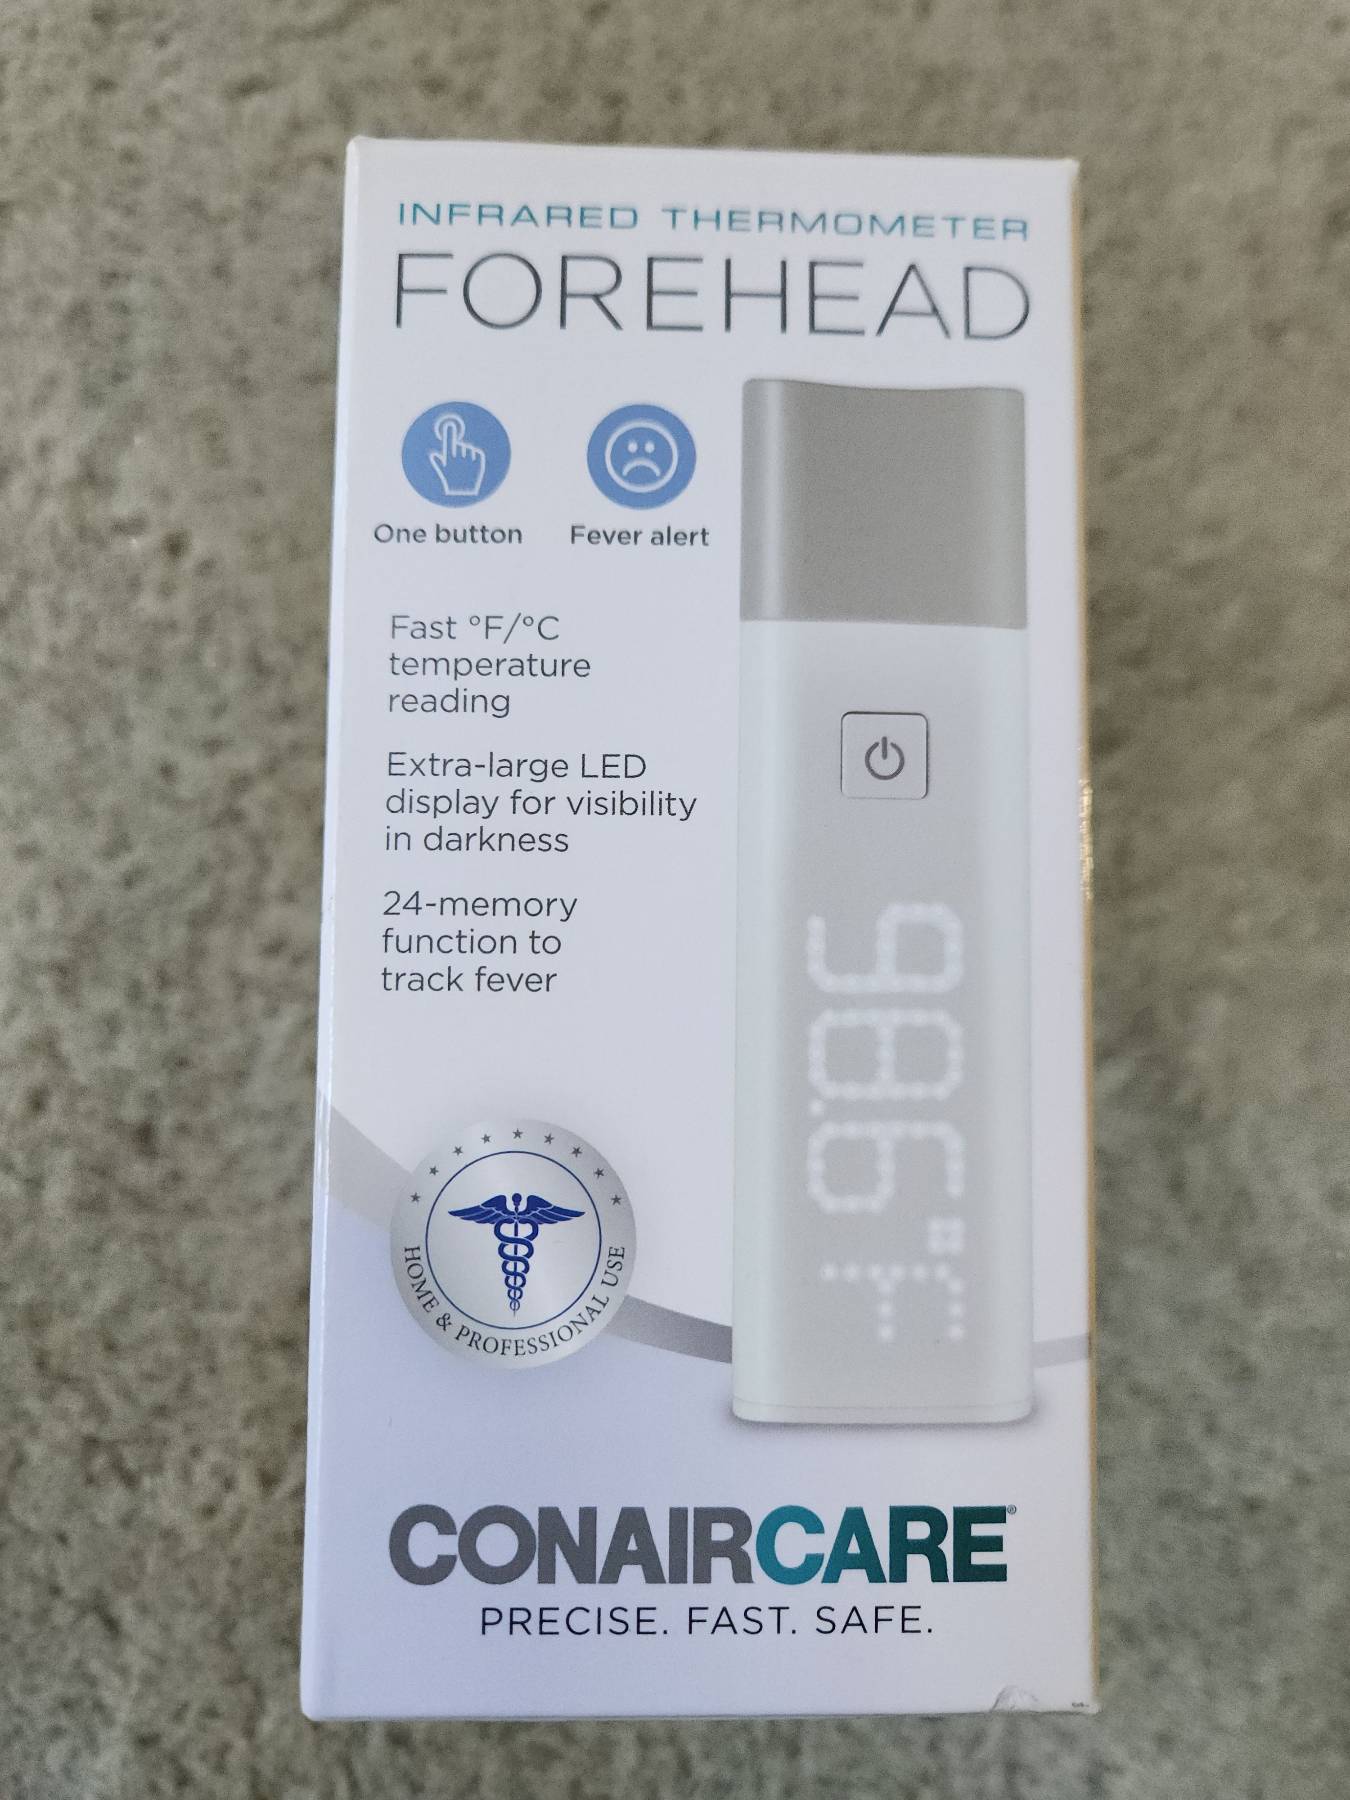 INFRARED THERMOMETER
FOREHEAD
One button
Fever alert
Fast °F/°C
temperature
reading
Extra-large LED
display for visibility
in darkness
24-memory
function to
track fever
98.6°F
HOME & PROFESSIONAL USE
CONAIRCARE®
PRECISE. FAST. SAFE.